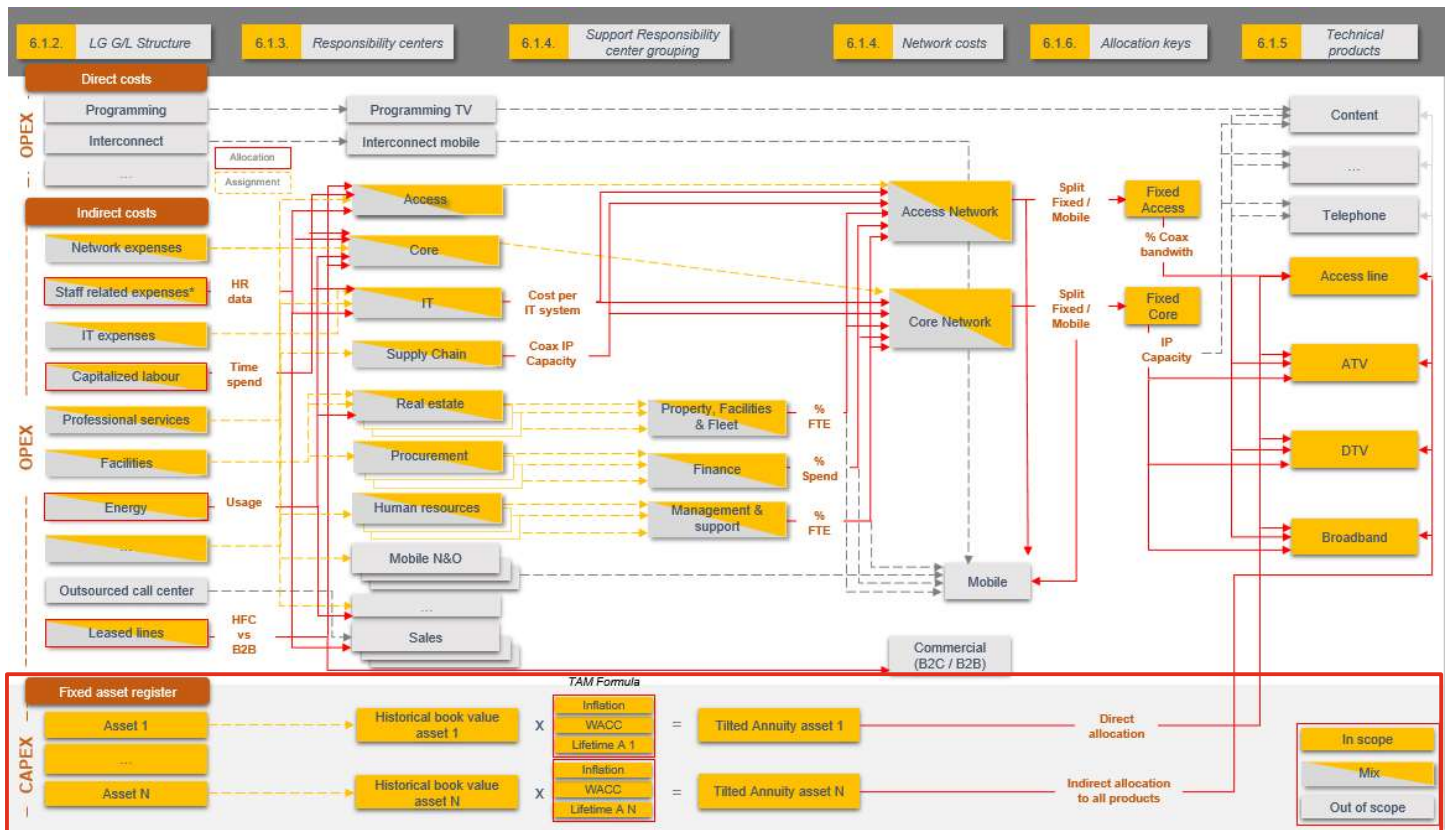 6.1.2. LG G/L Structure
6.1.3. Responsibility centers
6.1.4. Support Responsibility
center grouping
6.1.4. Network costs
6.1.6. Allocation keys
6.1.5 Technical
products
OPEX
Direct costs
Programming
Interconnect
...
Allocation
Assignment
Programming TV
Interconnect mobile
OPEX
Indirect costs
Network expenses
Staff related expenses*
IT expenses
Capitalized labour
Professional services
Facilities
Energy
...
Outsourced call center
Leased lines
HR
data
Time
spend
Usage
HFC
vs
B2B
Access
Core
IT
Supply Chain
Real estate
Procurement
Human resources
Mobile N&O
...
Sales
Cost per
IT system
Coax IP
Capacity
Property, Facilities
& Fleet
Finance
Management &
support
%
FTE
%
Spend
%
FTE
Access Network
Core Network
Mobile
Commercial
(B2C / B2B)
Split
Fixed /
Mobile
Split
Fixed /
Mobile
Fixed
Access
% Coax
bandwith
Fixed
Core
IP
Capacity
Content
...
Telephone
Access line
ATV
DTV
Broadband
CAPEX
Fixed asset register
Asset 1
...
Asset N
Historical book value
asset 1
Historical book value
asset N
TAM Formula
x
Inflation
WACC
Lifetime A 1
=
x
Inflation
WACC
Lifetime A N
=
Tilted Annuity asset 1
Tilted Annuity asset N
Direct
allocation
Indirect allocation
to all products
In scope
Mix
Out of scope